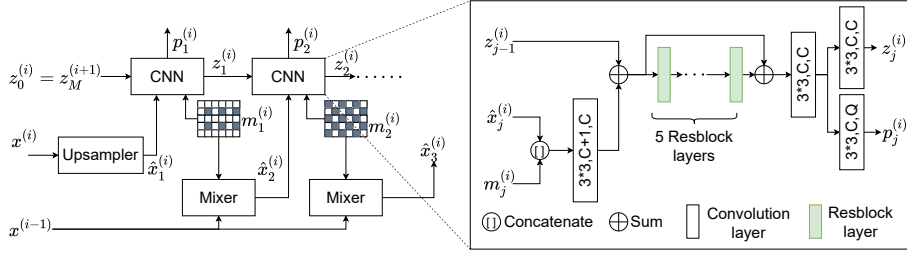 p_1^{(i)}
p_2^{(i)}
z_0^{(i)} = z_M^{(i+1)}
CNN
z_1^{(i)}
CNN
z_2^{(i)}
......
m_1^{(i)}
m_2^{(i)}
x^{(i)}
Upsampler
x̂_1^{(i)}
x̂_2^{(i)}
x̂_3^{(i)}
Mixer
Mixer
x^{(i-1)}
z_{j-1}^{(i)}
...
3*3,C,C
3*3,C,C
z_j^{(i)}
x̂_j^{(i)}
[]
3*3,C+1,C
5 Resblock
layers
3*3,C,Q
p_j^{(i)}
m_j^{(i)}
[] Concatenate
Sum
Convolution
layer
Resblock
layer